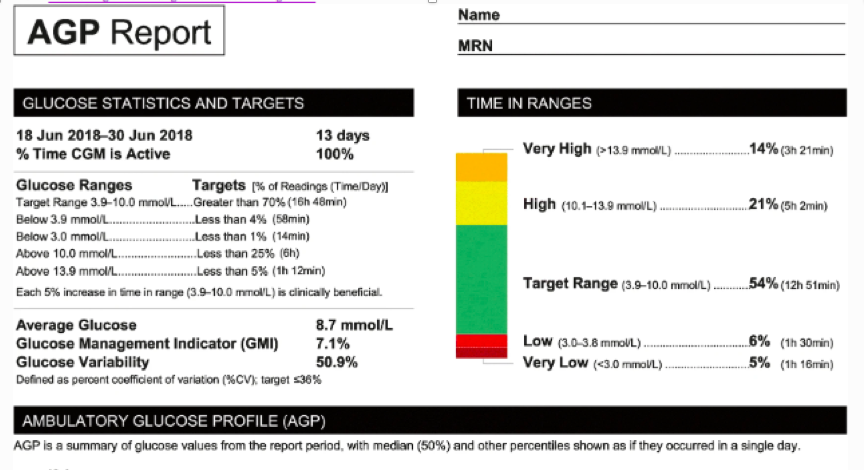 AGP Report
Name
MRN
GLUCOSE STATISTICS AND TARGETS
18 Jun 2018–30 Jun 2018 13 days
% Time CGM is Active 100%
Glucose Ranges Targets [% of Readings (Time/Day)]
Target Range 3.9–10.0 mmol/L.....Greater than 70% (16h 48min)
Below 3.9 mmol/L........................Less than 4% (58min)
Below 3.0 mmol/L........................Less than 1% (14min)
Above 10.0 mmol/L......................Less than 25% (6h)
Above 13.9 mmol/L......................Less than 5% (1h 12min)
Each 5% increase in time in range (3.9–10.0 mmol/L) is clinically beneficial.
Average Glucose 8.7 mmol/L
Glucose Management Indicator (GMI) 7.1%
Glucose Variability 50.9%
Defined as percent coefficient of variation (%CV); target ≤36%
TIME IN RANGES
Very High (>13.9 mmol/L) ......................14% (3h 21min)
High (10.1–13.9 mmol/L) ...........................21% (5h 2min)
Target Range (3.9–10.0 mmol/L) ..........54% (12h 51min)
Low (3.0–3.8 mmol/L) ..............................6% (1h 30min)
Very Low (<3.0 mmol/L) ........................5% (1h 16min)
AMBULATORY GLUCOSE PROFILE (AGP)
AGP is a summary of glucose values from the report period, with median (50%) and other percentiles shown as if they occurred in a single day.